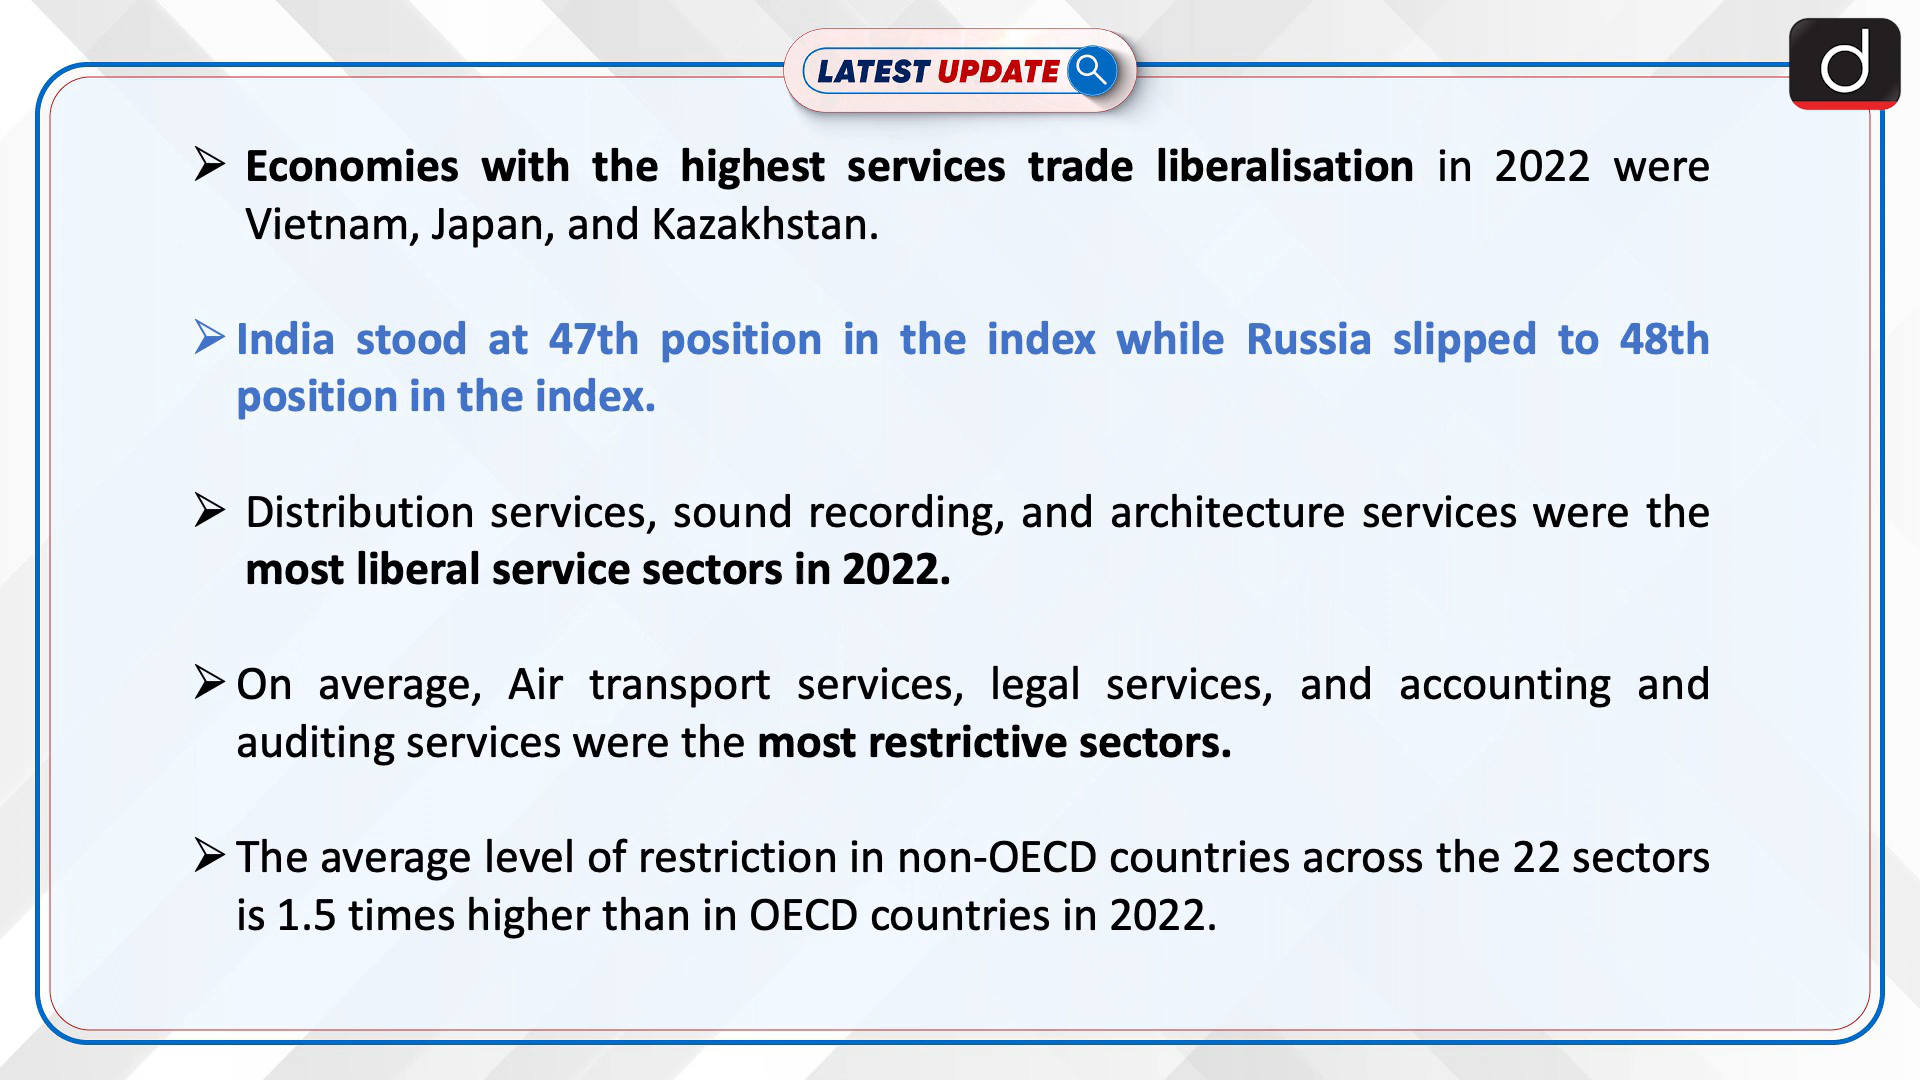 LATEST UPDATE
d
➢ Economies with the highest services trade liberalisation in 2022 were
Vietnam, Japan, and Kazakhstan.
➢ India stood at 47th position in the index while Russia slipped to 48th
position in the index.
➢ Distribution services, sound recording, and architecture services were the
most liberal service sectors in 2022.
➢ On average, Air transport services, legal services, and accounting and
auditing services were the most restrictive sectors.
➢ The average level of restriction in non-OECD countries across the 22 sectors
is 1.5 times higher than in OECD countries in 2022.